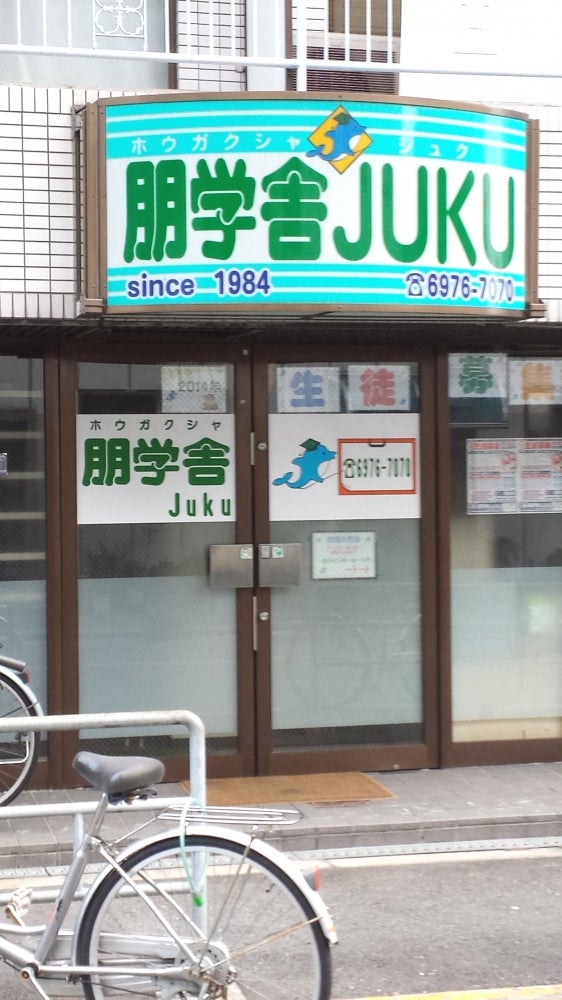 ホウガクシャ ジュク
朋学舎JUKU
since 1984
☎6976-7070
2014年
生徒募集
ホウガクシャ
朋学舎
Juku
☎6976-7070